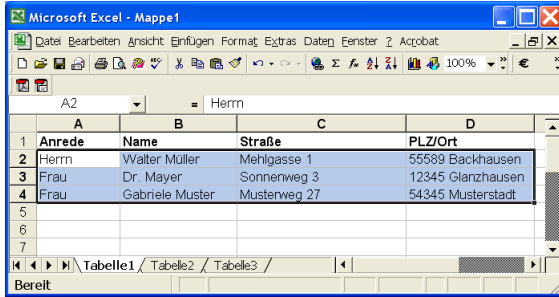 Microsoft Excel - Mappe1
Datei Bearbeiten Ansicht Einfügen Format Extras Daten Fenster ? Acrobat
100% €
A2 = Herrn
A B C D
1 Anrede Name Straße PLZ/Ort
2 Herrn Walter Müller Mehlgasse 1 55589 Backhausen
3 Frau Dr. Mayer Sonnenweg 3 12345 Glanzhausen
4 Frau Gabriele Muster Musterweg 27 54345 Musterstadt
5
6
7
Tabelle1 Tabelle2 Tabelle3
Bereit